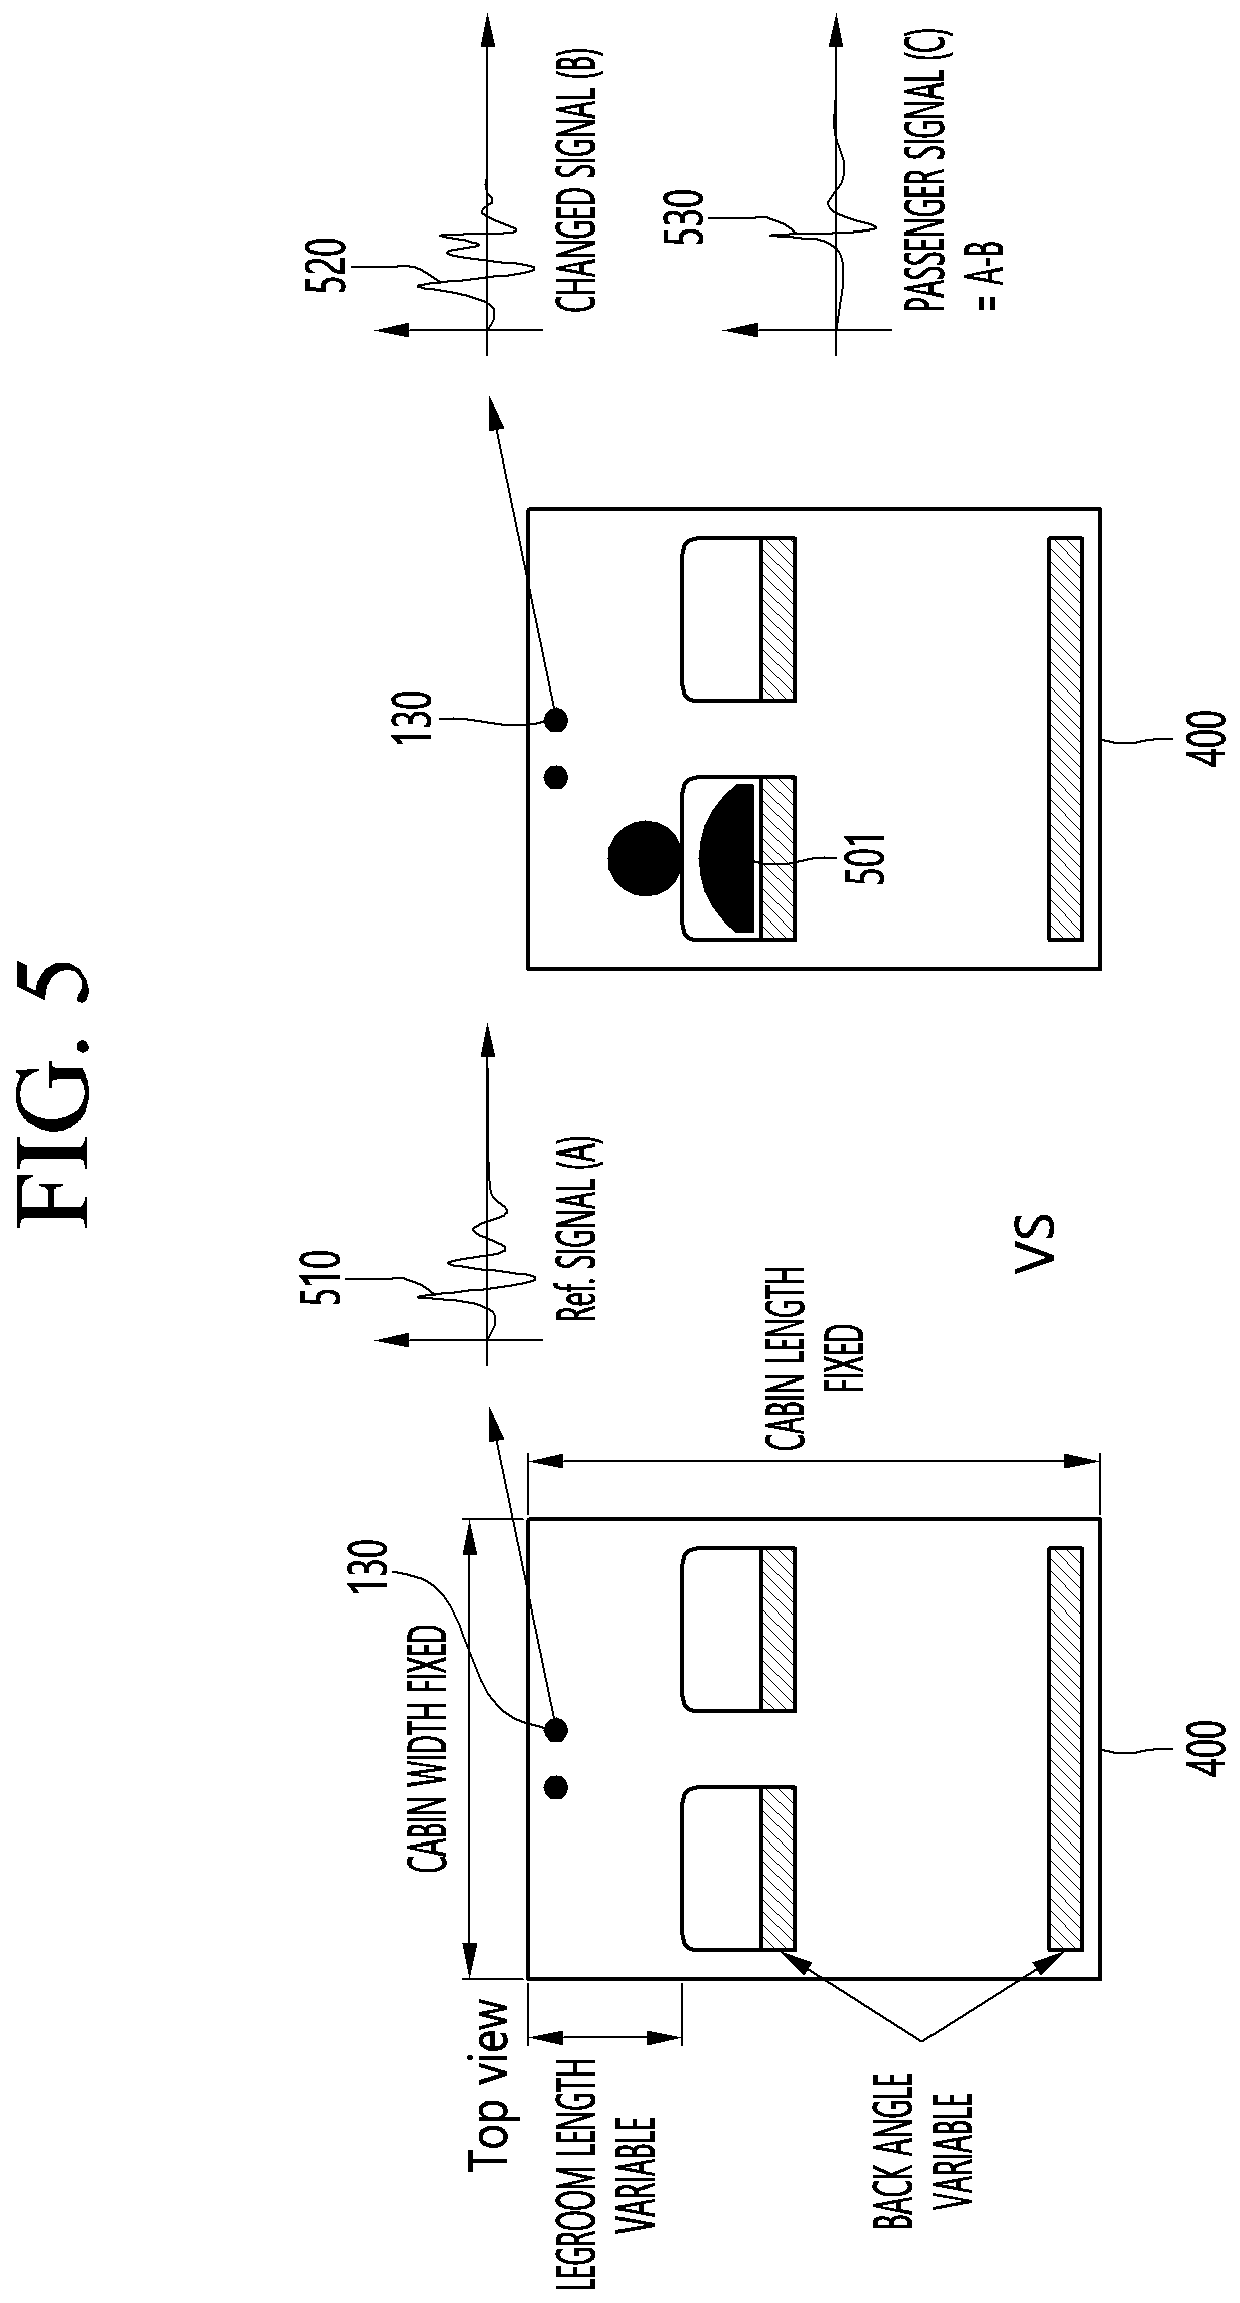 FIG. 5
Top view
CABIN WIDTH FIXED
130
LEGROOM LENGTH
VARIABLE
BACK ANGLE
VARIABLE
400
CABIN LENGTH
FIXED
510
Ref. SIGNAL (A)
VS
130
501
400
520
CHANGED SIGNAL (B)
530
PASSENGER SIGNAL (C)
= A-B